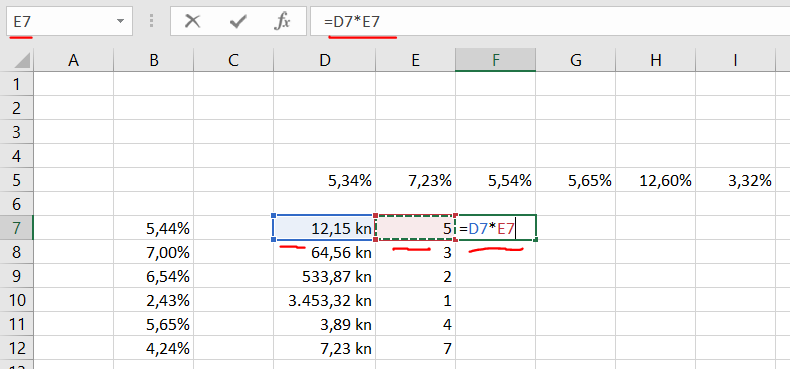 E7 fx =D7*E7
A B C D E F G H I
1
2
3
4
5 5,34% 7,23% 5,54% 5,65% 12,60% 3,32%
6
7 5,44% 12,15 kn 5 =D7*E7
8 7,00% 64,56 kn 3
9 6,54% 533,87 kn 2
10 2,43% 3.453,32 kn 1
11 5,65% 3,89 kn 4
12 4,24% 7,23 kn 7